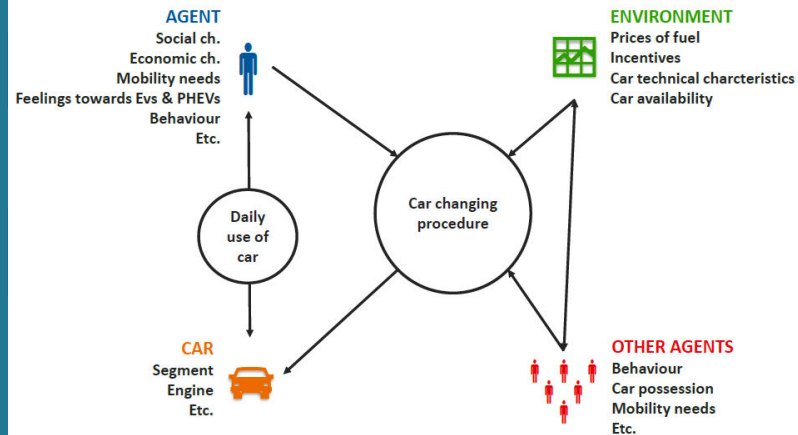 AGENT
Social ch.
Economic ch.
Mobility needs
Feelings towards Evs & PHEVs
Behaviour
Etc.
ENVIRONMENT
Prices of fuel
Incentives
Car technical charcteristics
Car availability
Daily
use of
car
Car changing
procedure
CAR
Segment
Engine
Etc.
OTHER AGENTS
Behaviour
Car possession
Mobility needs
Etc.